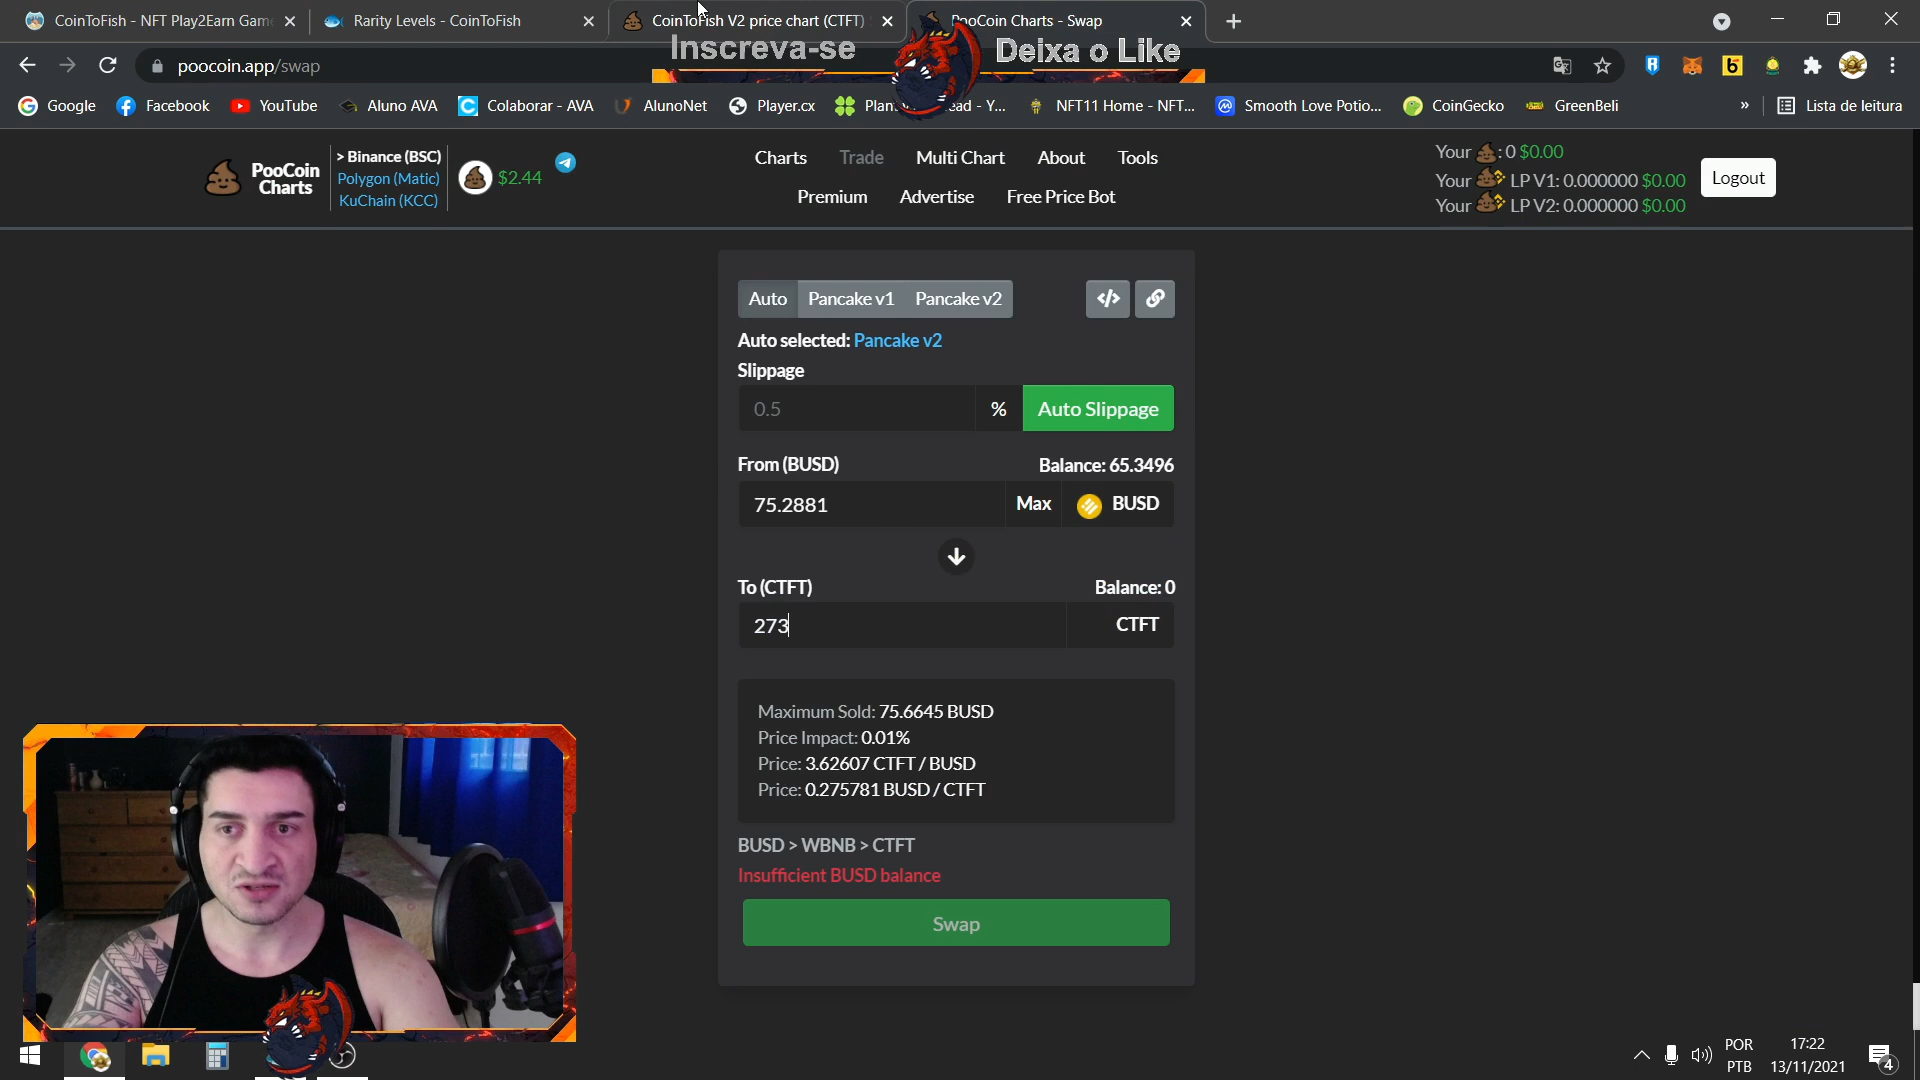 CoinToFish - NFT Play2Earn Gam
Rarity Levels - CoinToFish
CoinToFish V2 price chart (CTFT)
PooCoin Charts - Swap
Inscreva-se
Deixa o Like
poocoin.app/swap
Google
Facebook
YouTube
Aluno AVA
Colaborar - AVA
AlunoNet
Player.cx
NFT11 Home - NFT...
Smooth Love Potio...
CoinGecko
GreenBeli
»
Lista de leitura
PooCoin
Charts
> Binance (BSC)
Polygon (Matic)
KuChain (KCC)
$2.44
Charts
Trade
Multi Chart
About
Tools
Premium
Advertise
Free Price Bot
Your : 0 $0.00
Your LP V1: 0.000000 $0.00
Your LP V2: 0.000000 $0.00
Logout
Auto
Pancake v1
Pancake v2
</>
Auto selected: Pancake v2
Slippage
0.5
%
Auto Slippage
From (BUSD)
Balance: 65.3496
75.2881
Max
BUSD
To (CTFT)
Balance: 0
273
CTFT
Maximum Sold: 75.6645 BUSD
Price Impact: 0.01%
Price: 3.62607 CTFT / BUSD
Price: 0.275781 BUSD / CTFT
BUSD > WBNB > CTFT
Insufficient BUSD balance
Swap
POR
PTB
17:22
13/11/2021
4